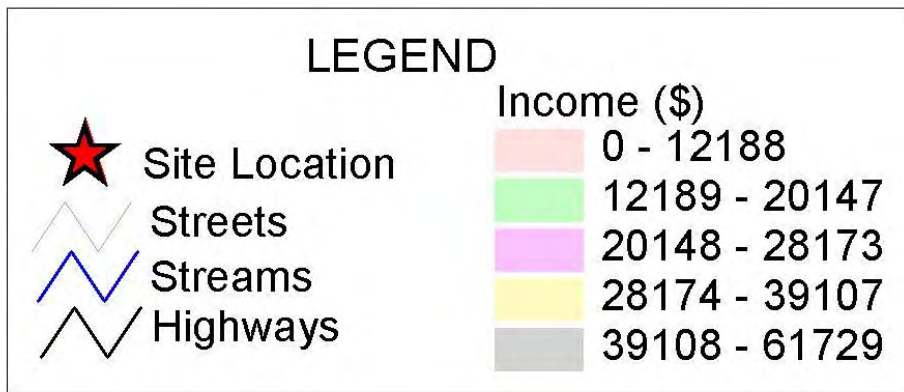 LEGEND
Site Location
Streets
Streams
Highways
Income ($)
0 - 12188
12189 - 20147
20148 - 28173
28174 - 39107
39108 - 61729